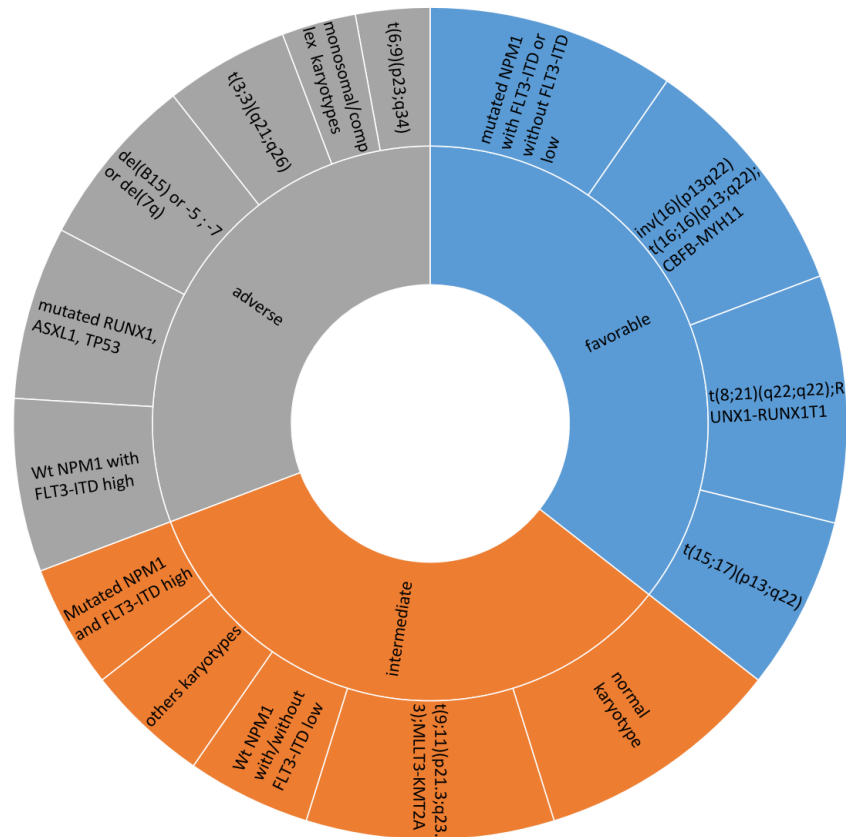 favorable
mutated NPM1
with FLT3-ITD or
without FLT3-ITD
low
inv(16)(p13q22)
t(16;16)(p13;q22);
CBFB-MYH11
t(8;21)(q22;q22);R
UNX1-RUNX1T1
t(15;17)(p13;q22)
intermediate
normal
karyotype
t(9;11)(p21.3;q23.
3);MLLT3-KMT2A
Wt NPM1
with/without
FLT3-ITD low
others karyotypes
Mutated NPM1
and FLT3-ITD high
adverse
Wt NPM1 with
FLT3-ITD high
mutated RUNX1,
ASXL1, TP53
del(B15) or -5 ; -7
or del(7q)
t(3;3)(q21;q26)
monosomal/comp
lex karyotypes
t(6;9)(p23;q34)